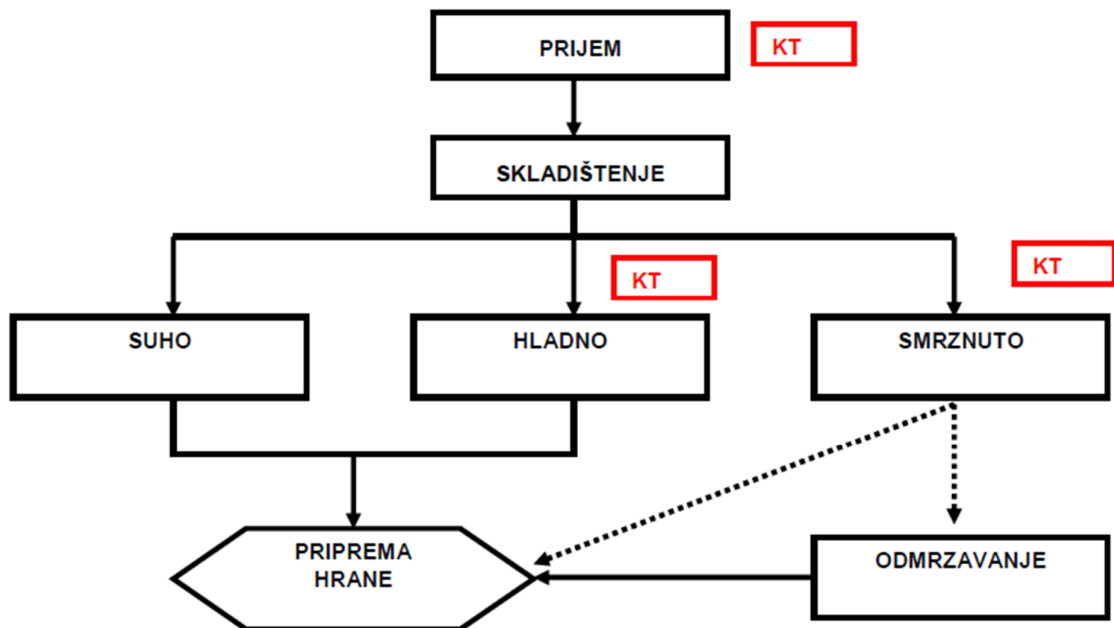 PRIJEM
KT
SKLADIŠTENJE
KT
KT
SUHO
HLADNO
SMRZNUTO
PRIPREMA
HRANE
ODMRZAVANJE